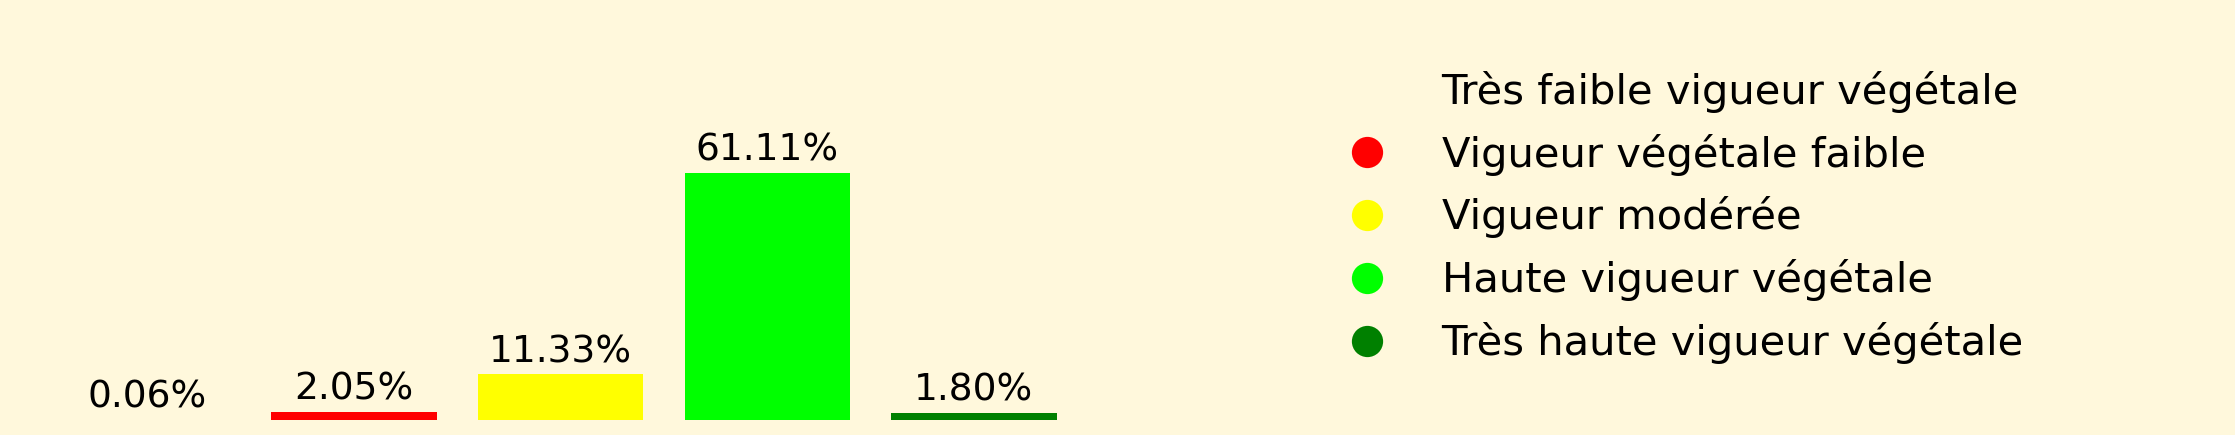 0.06%
2.05%
11.33%
61.11%
1.80%
Très faible vigueur végétale
Vigueur végétale faible
Vigueur modérée
Haute vigueur végétale
Très haute vigueur végétale